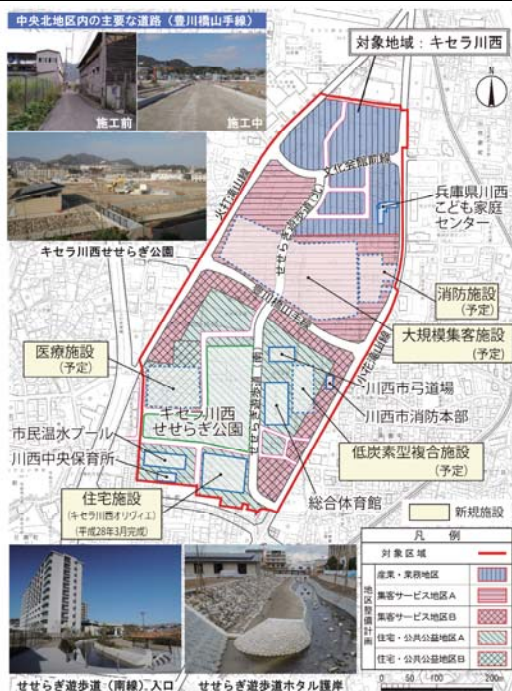 中央北地区内の主要な道路（豊川橋山手線）
施工前
施工中
対象地域：キセラ川西
N
キセラ川西せせらぎ公園
火打滝山線
文化会館前線
せせらぎ遊歩道（北）
兵庫県川西
こども家庭
センター
消防施設
（予定）
大規模集客施設
（予定）
豊川橋山手線
小花滝山線
医療施設
（予定）
キセラ川西
せせらぎ公園
せせらぎ遊歩道（南）
川西市弓道場
川西市消防本部
低炭素型複合施設
（予定）
市民温水プール
川西中央保育所
総合体育館
住宅施設
（キセラ川西オリヴィエ）
（平成28年3月完成）
新規施設
凡例
対象区域
地区整備計画
産業・業務地区
集客サービス地区A
集客サービス地区B
住宅・公共公益地区A
住宅・公共公益地区B
0 50 100 200m
せせらぎ遊歩道（南線）入口
せせらぎ遊歩道ホタル護岸